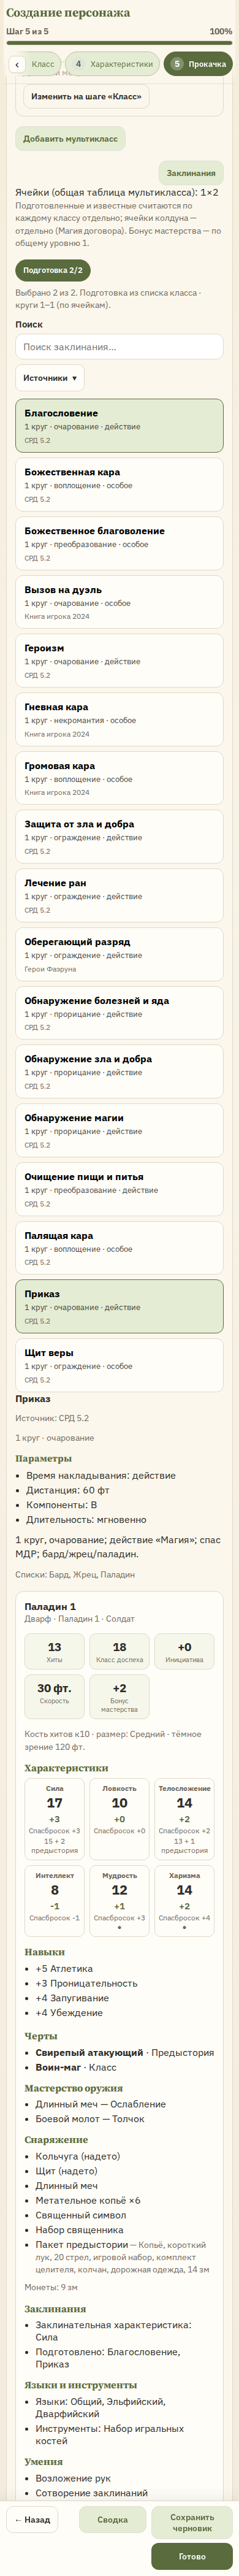 Создание персонажа
Шаг 5 из 5
100%
‹
Класс
4 Характеристики
5 Прокачка
Изменить на шаге «Класс»
Добавить мультикласс
Заклинания
Ячейки (общая таблица мультикласса): 1×2
Подготовленные и известные считаются по
каждому классу отдельно; ячейки колдуна —
отдельно (Магия договора). Бонус мастерства — по
общему уровню 1.
Подготовка 2/2
Выбрано 2 из 2. Подготовка из списка класса ·
круги 1–1 (по ячейкам).
Поиск
Поиск заклинания…
Источники ▾
Благословение
1 круг · очарование · действие
СРД 5.2
Божественная кара
1 круг · воплощение · особое
СРД 5.2
Божественное благоволение
1 круг · преобразование · особое
СРД 5.2
Вызов на дуэль
1 круг · очарование · особое
Книга игрока 2024
Героизм
1 круг · очарование · действие
СРД 5.2
Гневная кара
1 круг · некромантия · особое
Книга игрока 2024
Громовая кара
1 круг · воплощение · особое
Книга игрока 2024
Защита от зла и добра
1 круг · ограждение · действие
СРД 5.2
Лечение ран
1 круг · ограждение · действие
СРД 5.2
Оберегающий разряд
1 круг · ограждение · действие
Герои Фаэруна
Обнаружение болезней и яда
1 круг · прорицание · действие
СРД 5.2
Обнаружение зла и добра
1 круг · прорицание · действие
СРД 5.2
Обнаружение магии
1 круг · прорицание · действие
СРД 5.2
Очищение пищи и питья
1 круг · преобразование · действие
СРД 5.2
Палящая кара
1 круг · воплощение · особое
СРД 5.2
Приказ
1 круг · очарование · действие
СРД 5.2
Щит веры
1 круг · ограждение · особое
СРД 5.2
Приказ
Источник: СРД 5.2
1 круг · очарование
Параметры
• Время накладывания: действие
• Дистанция: 60 фт
• Компоненты: В
• Длительность: мгновенно
1 круг, очарование; действие «Магия»; спас
МДР; бард/жрец/паладин.
Списки: Бард, Жрец, Паладин
Паладин 1
Дварф · Паладин 1 · Солдат
13
Хиты
18
Класс доспеха
+0
Инициатива
30 фт.
Скорость
+2
Бонус
мастерства
Кость хитов к10 · размер: Средний · тёмное
зрение 120 фт.
Характеристики
Сила
17
+3
Спасбросок +3
15 + 2
предыстория
Ловкость
10
+0
Спасбросок +0
Телосложение
14
+2
Спасбросок +2
13 + 1
предыстория
Интеллект
8
-1
Спасбросок -1
Мудрость
12
+1
Спасбросок +3
●
Харизма
14
+2
Спасбросок +4
●
Навыки
• +5 Атлетика
• +3 Проницательность
• +4 Запугивание
• +4 Убеждение
Черты
• Свирепый атакующий · Предыстория
• Воин-маг · Класс
Мастерство оружия
• Длинный меч — Ослабление
• Боевой молот — Толчок
Снаряжение
• Кольчуга (надето)
• Щит (надето)
• Длинный меч
• Метательное копьё ×6
• Священный символ
• Набор священника
• Пакет предыстории — Копьё, короткий
лук, 20 стрел, игровой набор, комплект
целителя, колчан, дорожная одежда, 14 зм
Монеты: 9 зм
Заклинания
• Заклинательная характеристика:
Сила
• Подготовлено: Благословение,
Приказ
Языки и инструменты
• Языки: Общий, Эльфийский,
Дварфийский
• Инструменты: Набор игральных
костей
Умения
• Возложение рук
• Сотворение заклинаний
← Назад
Сводка
Сохранить
черновик
Готово